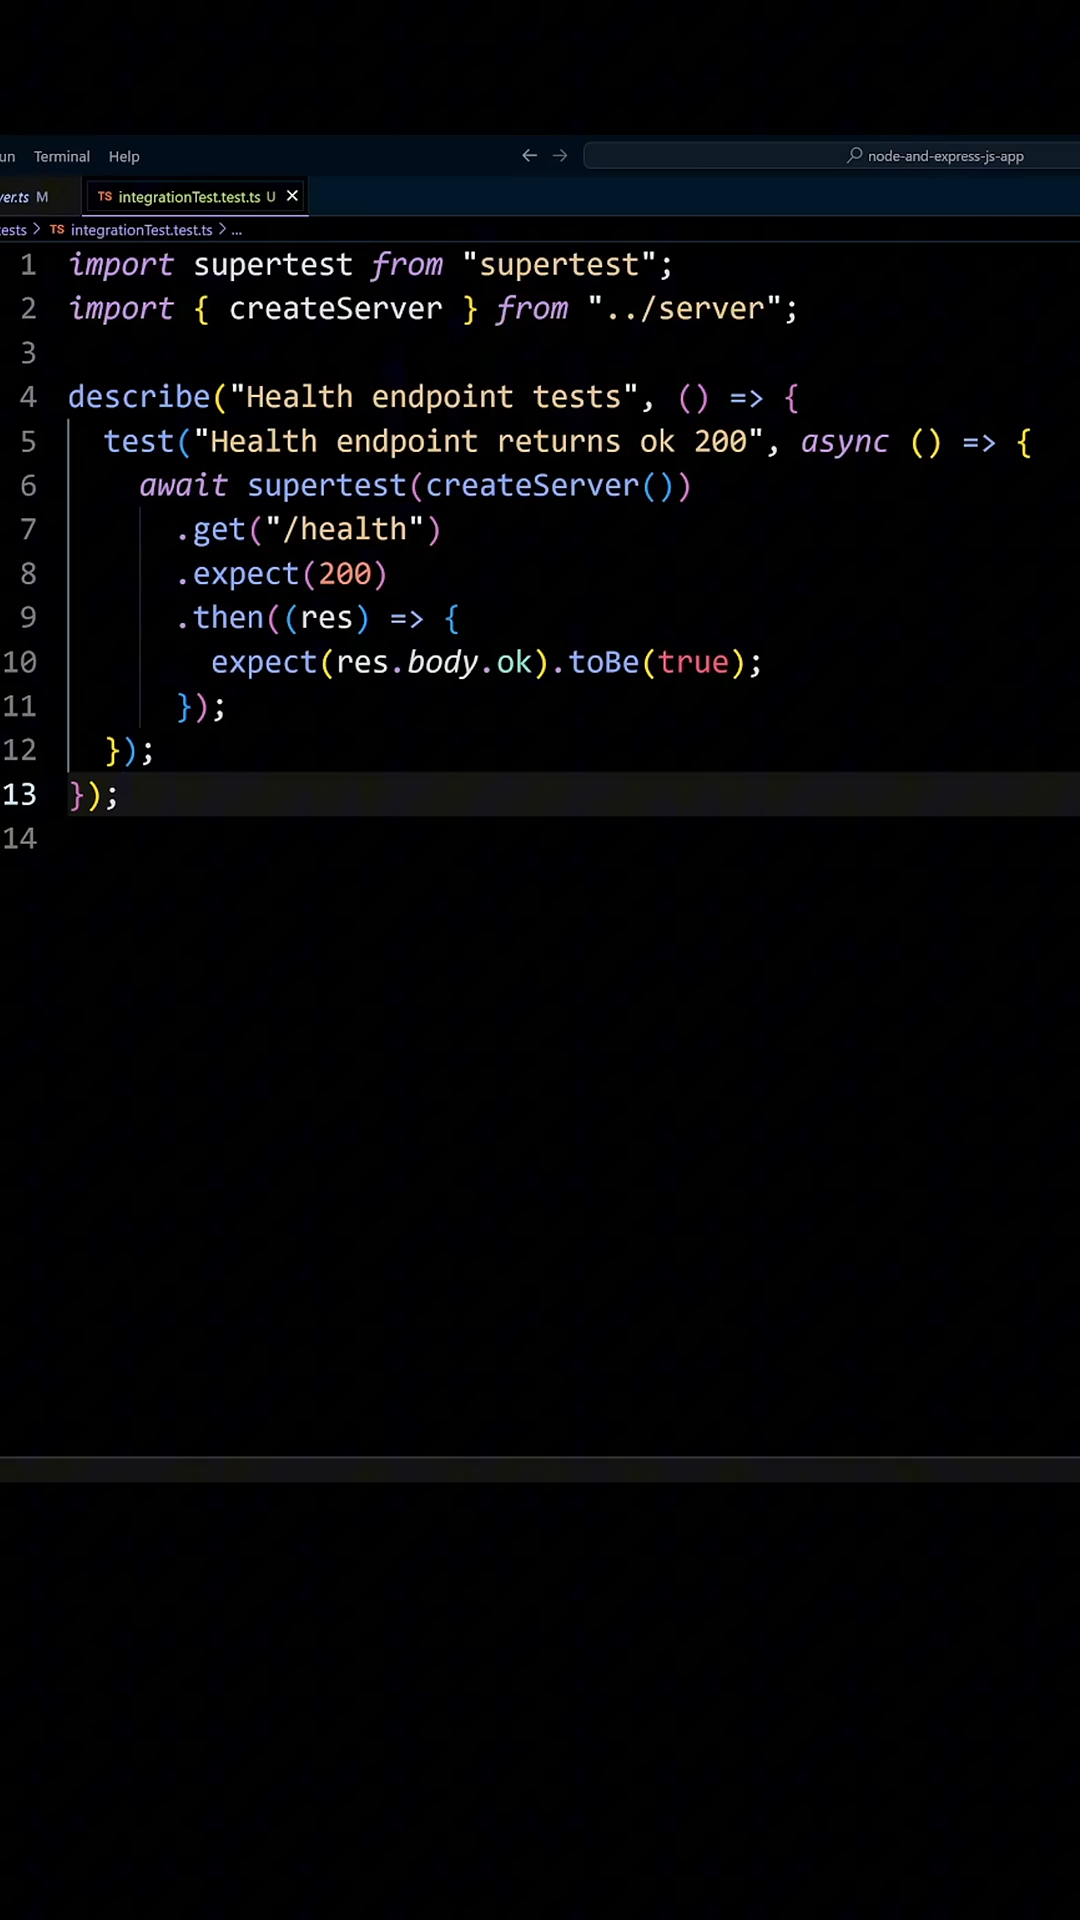 un Terminal Help node-and-express-js-app
ver.ts M TS integrationTest.test.ts U
ests > TS integrationTest.test.ts > ...
1 import supertest from "supertest";
2 import { createServer } from "../server";
3
4 describe("Health endpoint tests", () => {
5 test("Health endpoint returns ok 200", async () => {
6 await supertest(createServer())
7 .get("/health")
8 .expect(200)
9 .then((res) => {
10 expect(res.body.ok).toBe(true);
11 });
12 });
13 });
14